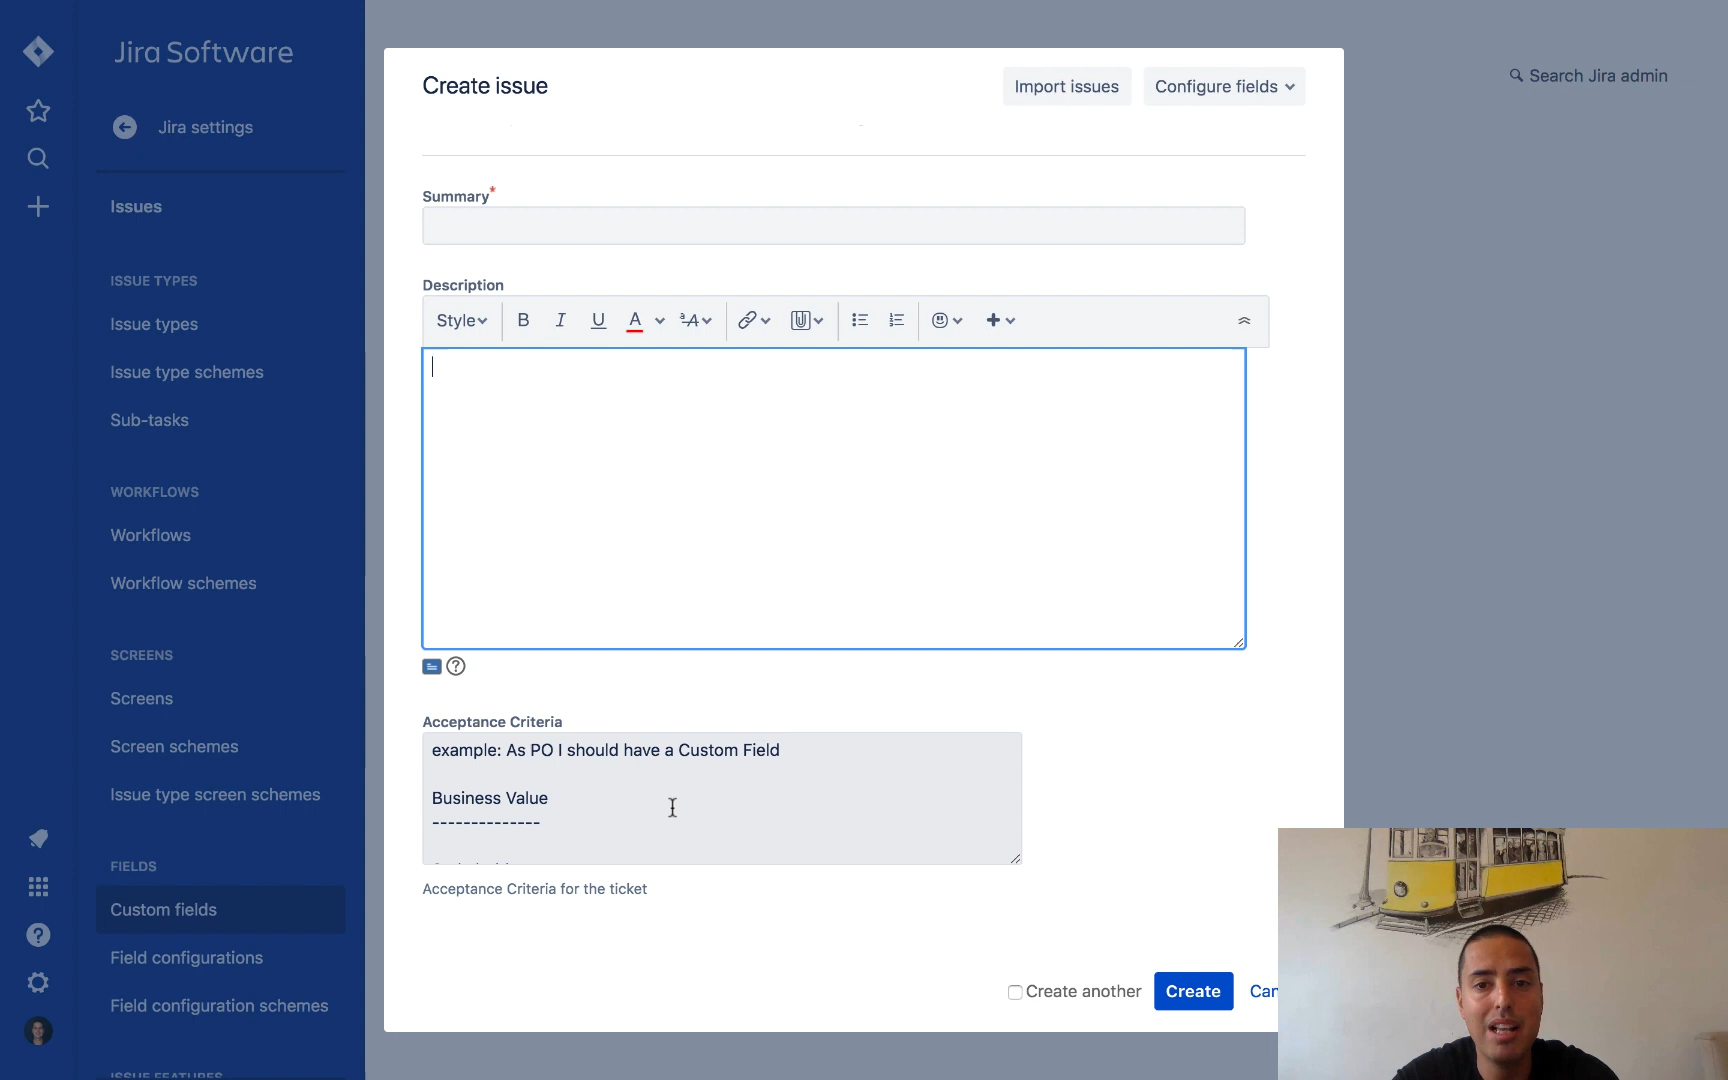 Jira Software
Jira settings
Issues
ISSUE TYPES
Issue types
Issue type schemes
Sub-tasks
WORKFLOWS
Workflows
Workflow schemes
SCREENS
Screens
Screen schemes
Issue type screen schemes
FIELDS
Custom fields
Field configurations
Field configuration schemes
ISSUE FEATURES
Create issue
Import issues
Configure fields
Summary*
Description
Style
B I U A
Acceptance Criteria
example: As PO I should have a Custom Field
Business Value
--------------
Acceptance Criteria for the ticket
Create another
Create
Can
Search Jira admin